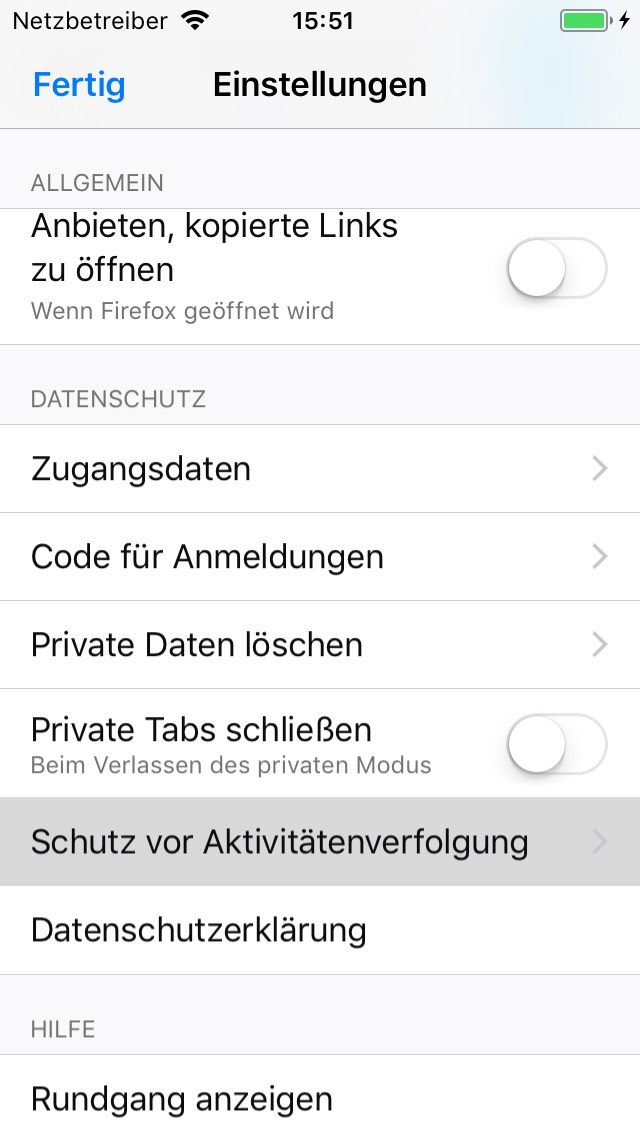 Netzbetreiber 15:51
Fertig Einstellungen
ALLGEMEIN
Anbieten, kopierte Links
zu öffnen
Wenn Firefox geöffnet wird
DATENSCHUTZ
Zugangsdaten
Code für Anmeldungen
Private Daten löschen
Private Tabs schließen
Beim Verlassen des privaten Modus
Schutz vor Aktivitätenverfolgung
Datenschutzerklärung
HILFE
Rundgang anzeigen